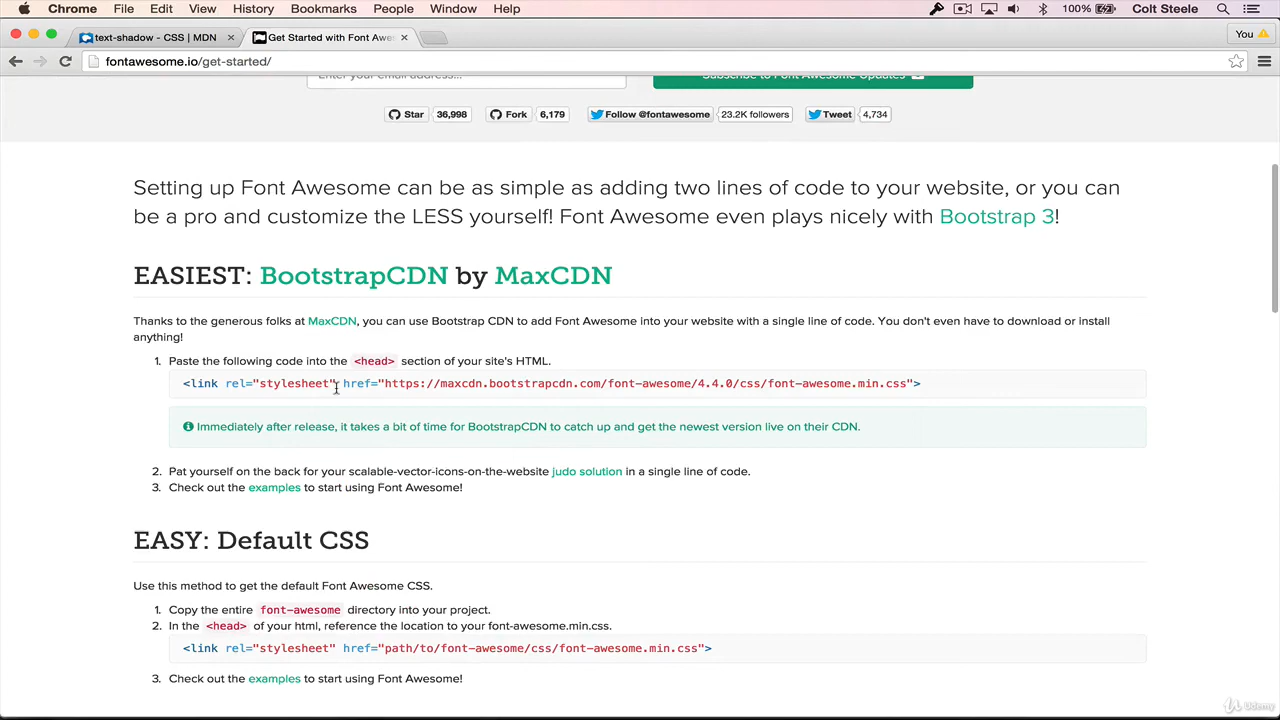 Chrome File Edit View History Bookmarks People Window Help 100% Colt Steele
text-shadow - CSS | MDN Get Started with Font Awes You
fontawesome.io/get-started/
Enter your email address... Subscribe to Font Awesome Updates
Star 36,998 Fork 6,179 Follow @fontawesome 23.2K followers Tweet 4,734
Setting up Font Awesome can be as simple as adding two lines of code to your website, or you can
be a pro and customize the LESS yourself! Font Awesome even plays nicely with Bootstrap 3!
EASIEST: BootstrapCDN by MaxCDN
Thanks to the generous folks at MaxCDN, you can use Bootstrap CDN to add Font Awesome into your website with a single line of code. You don't even have to download or install
anything!
1. Paste the following code into the <head> section of your site's HTML.
<link rel="stylesheet" href="https://maxcdn.bootstrapcdn.com/font-awesome/4.4.0/css/font-awesome.min.css">
Immediately after release, it takes a bit of time for BootstrapCDN to catch up and get the newest version live on their CDN.
2. Pat yourself on the back for your scalable-vector-icons-on-the-website judo solution in a single line of code.
3. Check out the examples to start using Font Awesome!
EASY: Default CSS
Use this method to get the default Font Awesome CSS.
1. Copy the entire font-awesome directory into your project.
2. In the <head> of your html, reference the location to your font-awesome.min.css.
<link rel="stylesheet" href="path/to/font-awesome/css/font-awesome.min.css">
3. Check out the examples to start using Font Awesome!
Udemy